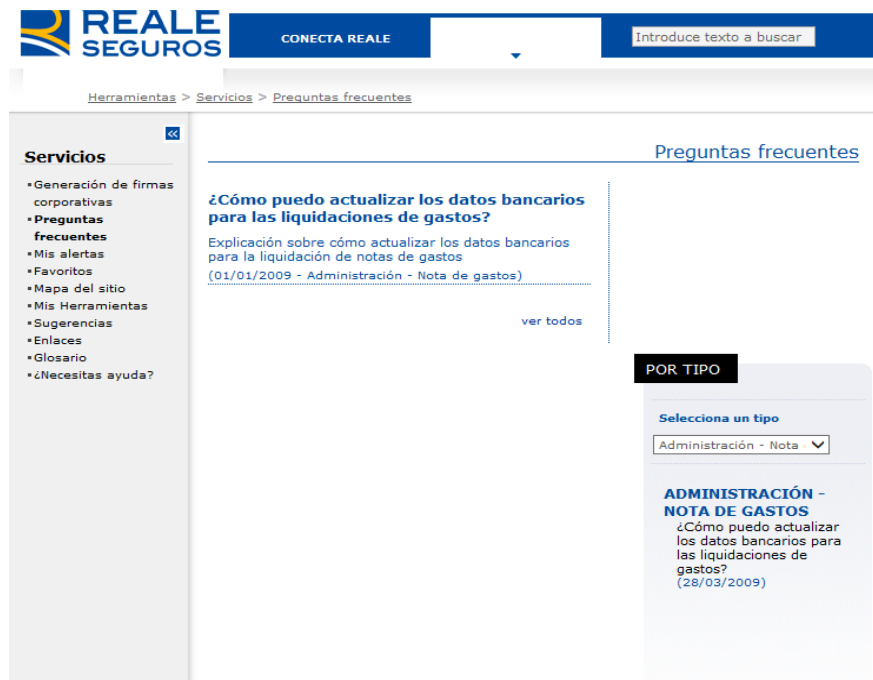 REALE
SEGUROS
CONECTA REALE
Introduce texto a buscar
Herramientas > Servicios > Preguntas frecuentes
«
Servicios
▪Generación de firmas
corporativas
▪Preguntas
frecuentes
▪Mis alertas
▪Favoritos
▪Mapa del sitio
▪Mis Herramientas
▪Sugerencias
▪Enlaces
▪Glosario
▪¿Necesitas ayuda?
Preguntas frecuentes
¿Cómo puedo actualizar los datos bancarios
para las liquidaciones de gastos?
Explicación sobre cómo actualizar los datos bancarios
para la liquidación de notas de gastos
(01/01/2009 - Administración - Nota de gastos)
ver todos
POR TIPO
Selecciona un tipo
Administración - Nota
ADMINISTRACIÓN -
NOTA DE GASTOS
¿Cómo puedo actualizar
los datos bancarios para
las liquidaciones de
gastos?
(28/03/2009)